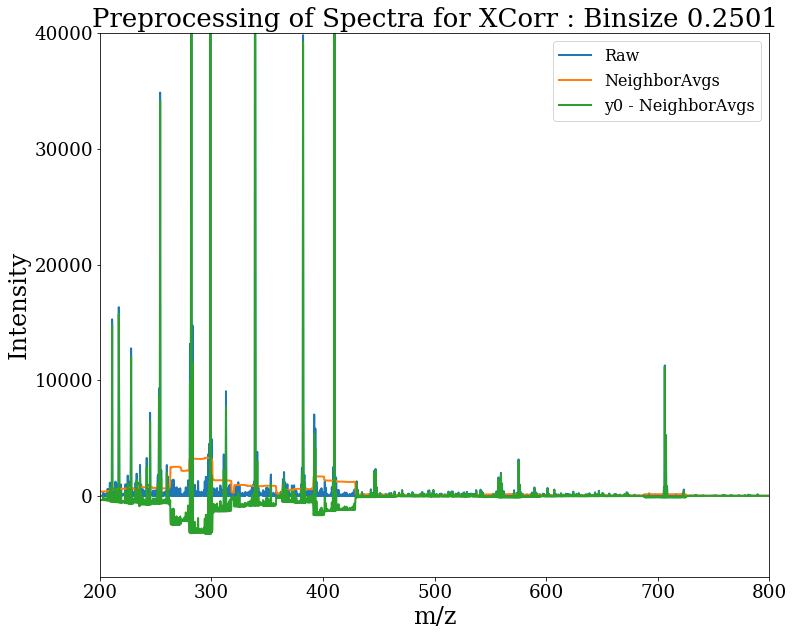 Preprocessing of Spectra for XCorr : Binsize 0.2501
Raw
NeighborAvgs
y0 - NeighborAvgs
40000
30000
20000
10000
0
Intensity
200 300 400 500 600 700 800
m/z